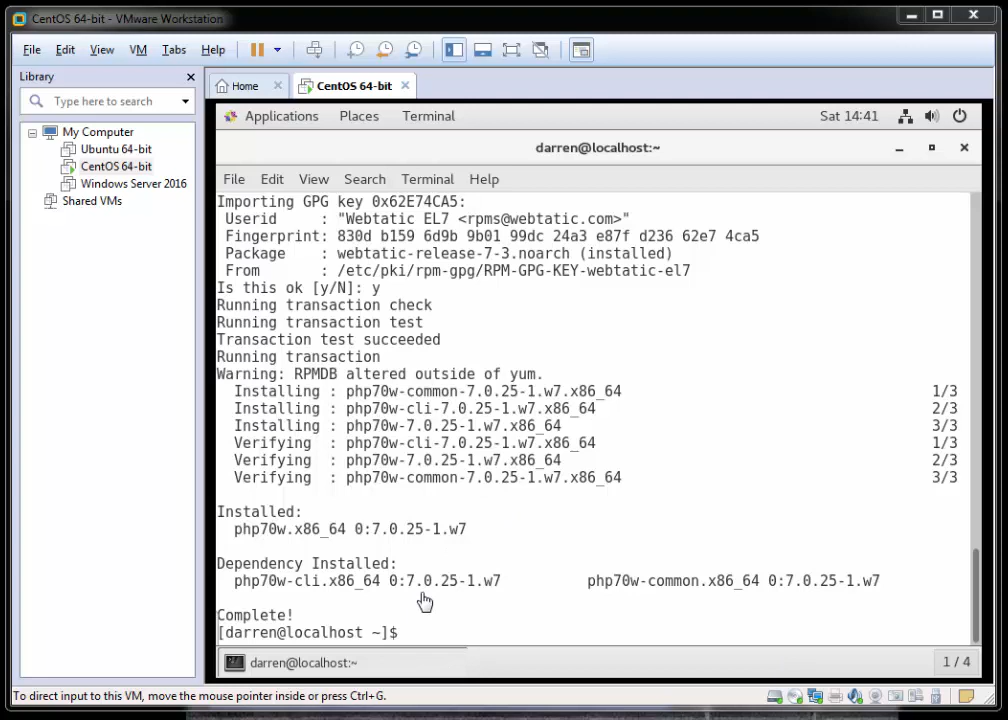 CentOS 64-bit - VMware Workstation
File Edit View VM Tabs Help
Library
Type here to search
My Computer
Ubuntu 64-bit
CentOS 64-bit
Windows Server 2016
Shared VMs
Home CentOS 64-bit
Applications Places Terminal Sat 14:41
darren@localhost:~
File Edit View Search Terminal Help
Importing GPG key 0x62E74CA5:
Userid : "Webtatic EL7 <rpms@webtatic.com>"
Fingerprint: 830d b159 6d9b 9b01 99dc 24a3 e87f d236 62e7 4ca5
Package : webtatic-release-7-3.noarch (installed)
From : /etc/pki/rpm-gpg/RPM-GPG-KEY-webtatic-el7
Is this ok [y/N]: y
Running transaction check
Running transaction test
Transaction test succeeded
Running transaction
Warning: RPMDB altered outside of yum.
Installing : php70w-common-7.0.25-1.w7.x86_64 1/3
Installing : php70w-cli-7.0.25-1.w7.x86_64 2/3
Installing : php70w-7.0.25-1.w7.x86_64 3/3
Verifying : php70w-cli-7.0.25-1.w7.x86_64 1/3
Verifying : php70w-7.0.25-1.w7.x86_64 2/3
Verifying : php70w-common-7.0.25-1.w7.x86_64 3/3
Installed:
php70w.x86_64 0:7.0.25-1.w7
Dependency Installed:
php70w-cli.x86_64 0:7.0.25-1.w7 php70w-common.x86_64 0:7.0.25-1.w7
Complete!
[darren@localhost ~]$
darren@localhost:~ 1 / 4
To direct input to this VM, move the mouse pointer inside or press Ctrl+G.